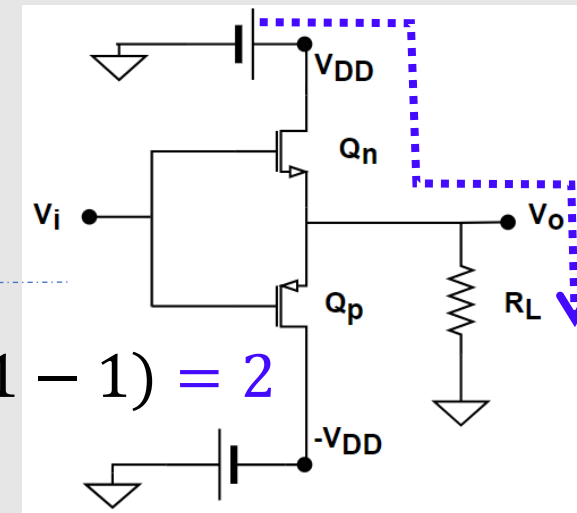 VDD
Qn
Vi
Vo
Qp
RL
1 − 1) = 2
-VDD